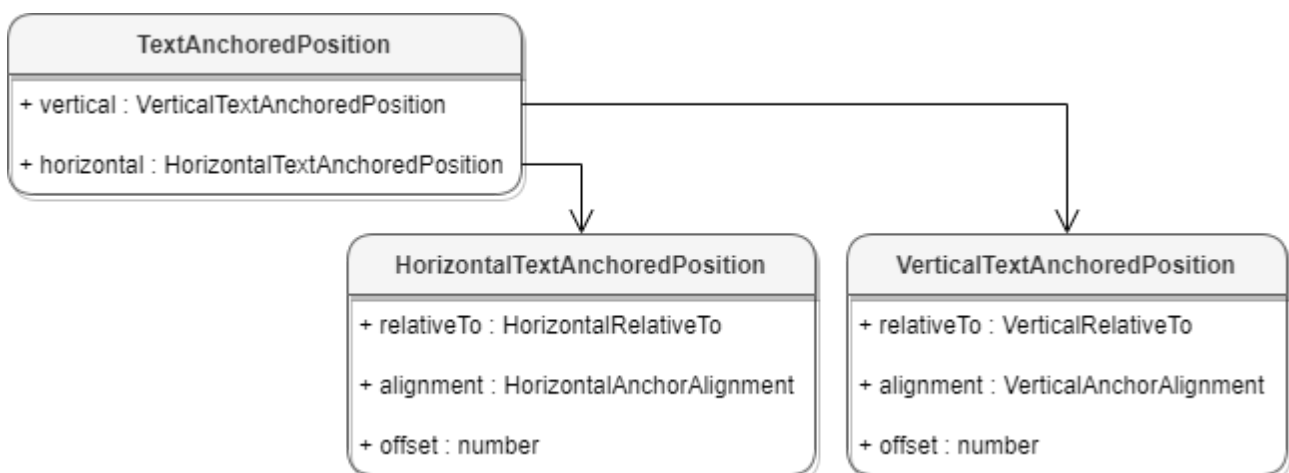 TextAnchoredPosition
+ vertical : VerticalTextAnchoredPosition
+ horizontal : HorizontalTextAnchoredPosition
HorizontalTextAnchoredPosition
+ relativeTo : HorizontalRelativeTo
+ alignment : HorizontalAnchorAlignment
+ offset : number
VerticalTextAnchoredPosition
+ relativeTo : VerticalRelativeTo
+ alignment : VerticalAnchorAlignment
+ offset : number